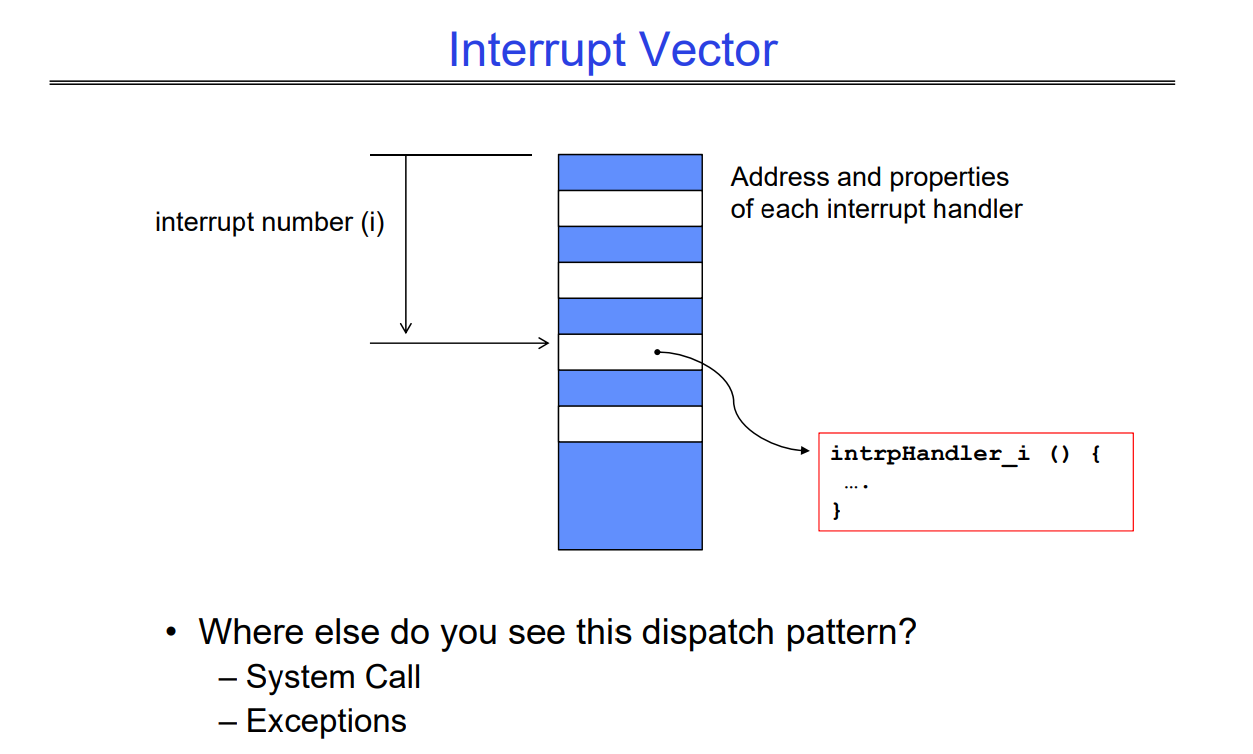 Interrupt Vector
interrupt number (i)
Address and properties
of each interrupt handler
intrpHandler_i () {
….
}
• Where else do you see this dispatch pattern?
– System Call
– Exceptions